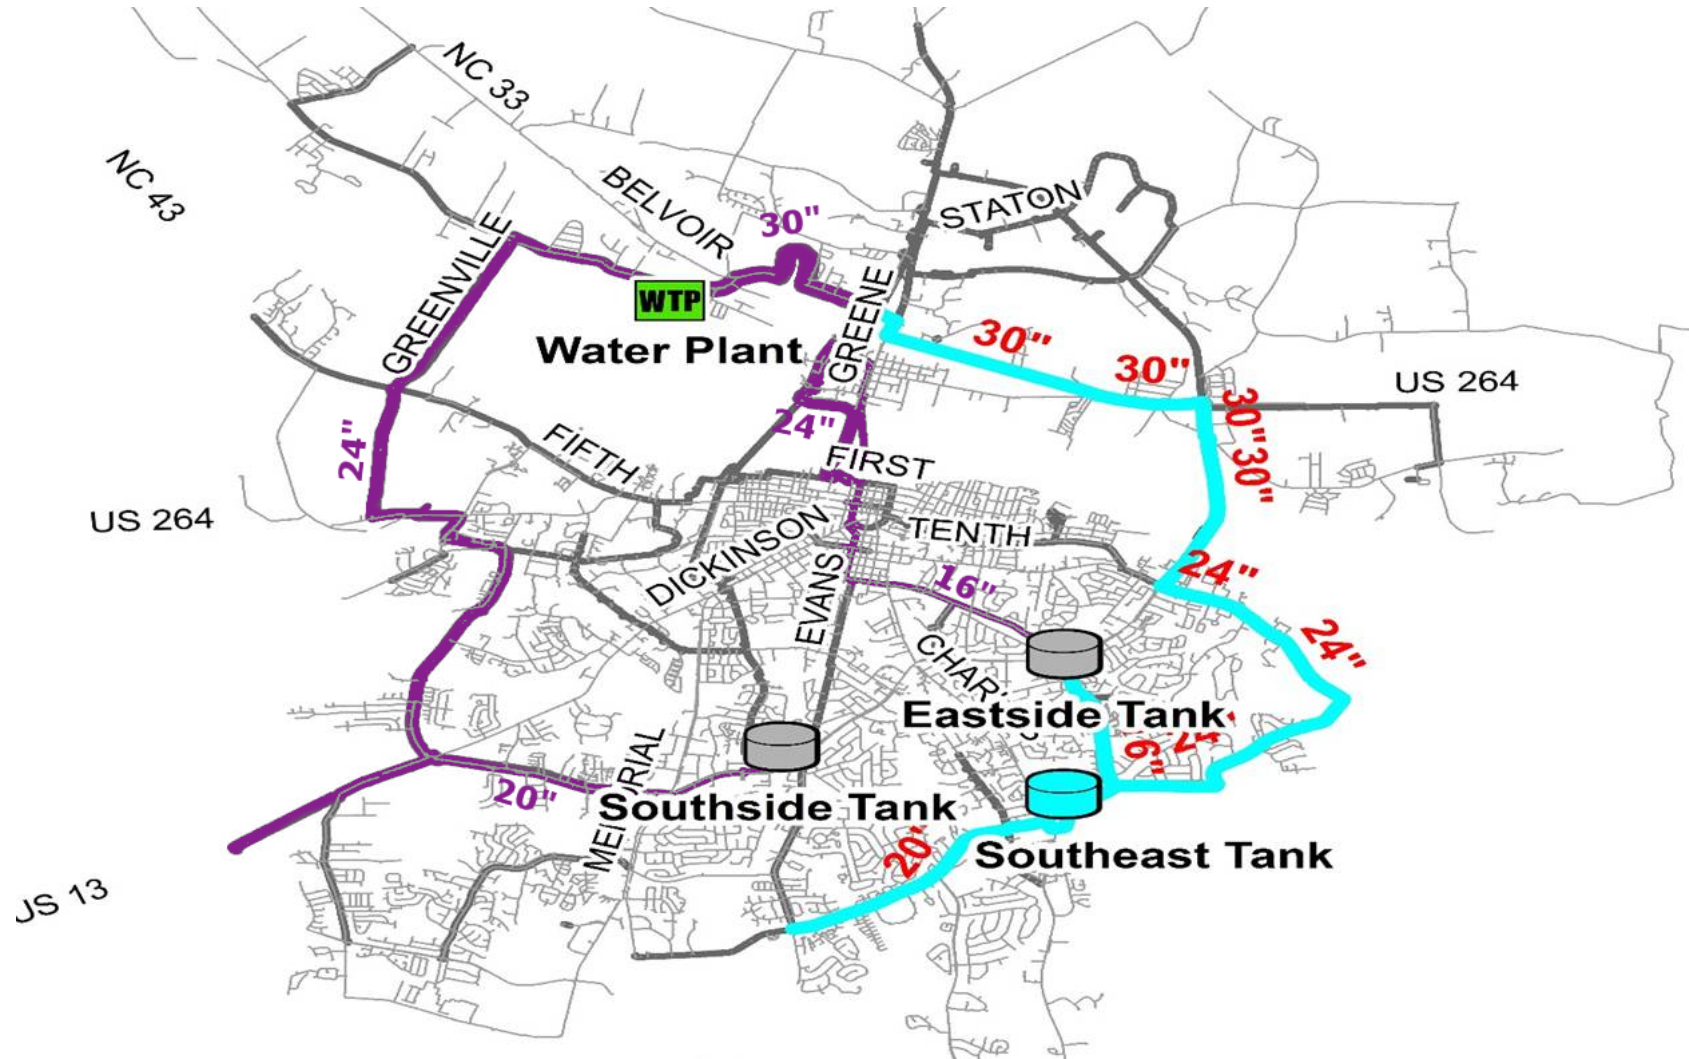 NC 33
NC 43
BELVOIR
30"
STATON
GREENVILLE
WTP
Water Plant
GREENE
30"
30"
US 264
30"
24"
24"
FIFTH
FIRST
30"
US 264
DICKINSON
TENTH
24"
EVANS
16"
24"
Eastside Tank
MEMORIAL
20"
Southside Tank
20"
Southeast Tank
US 13